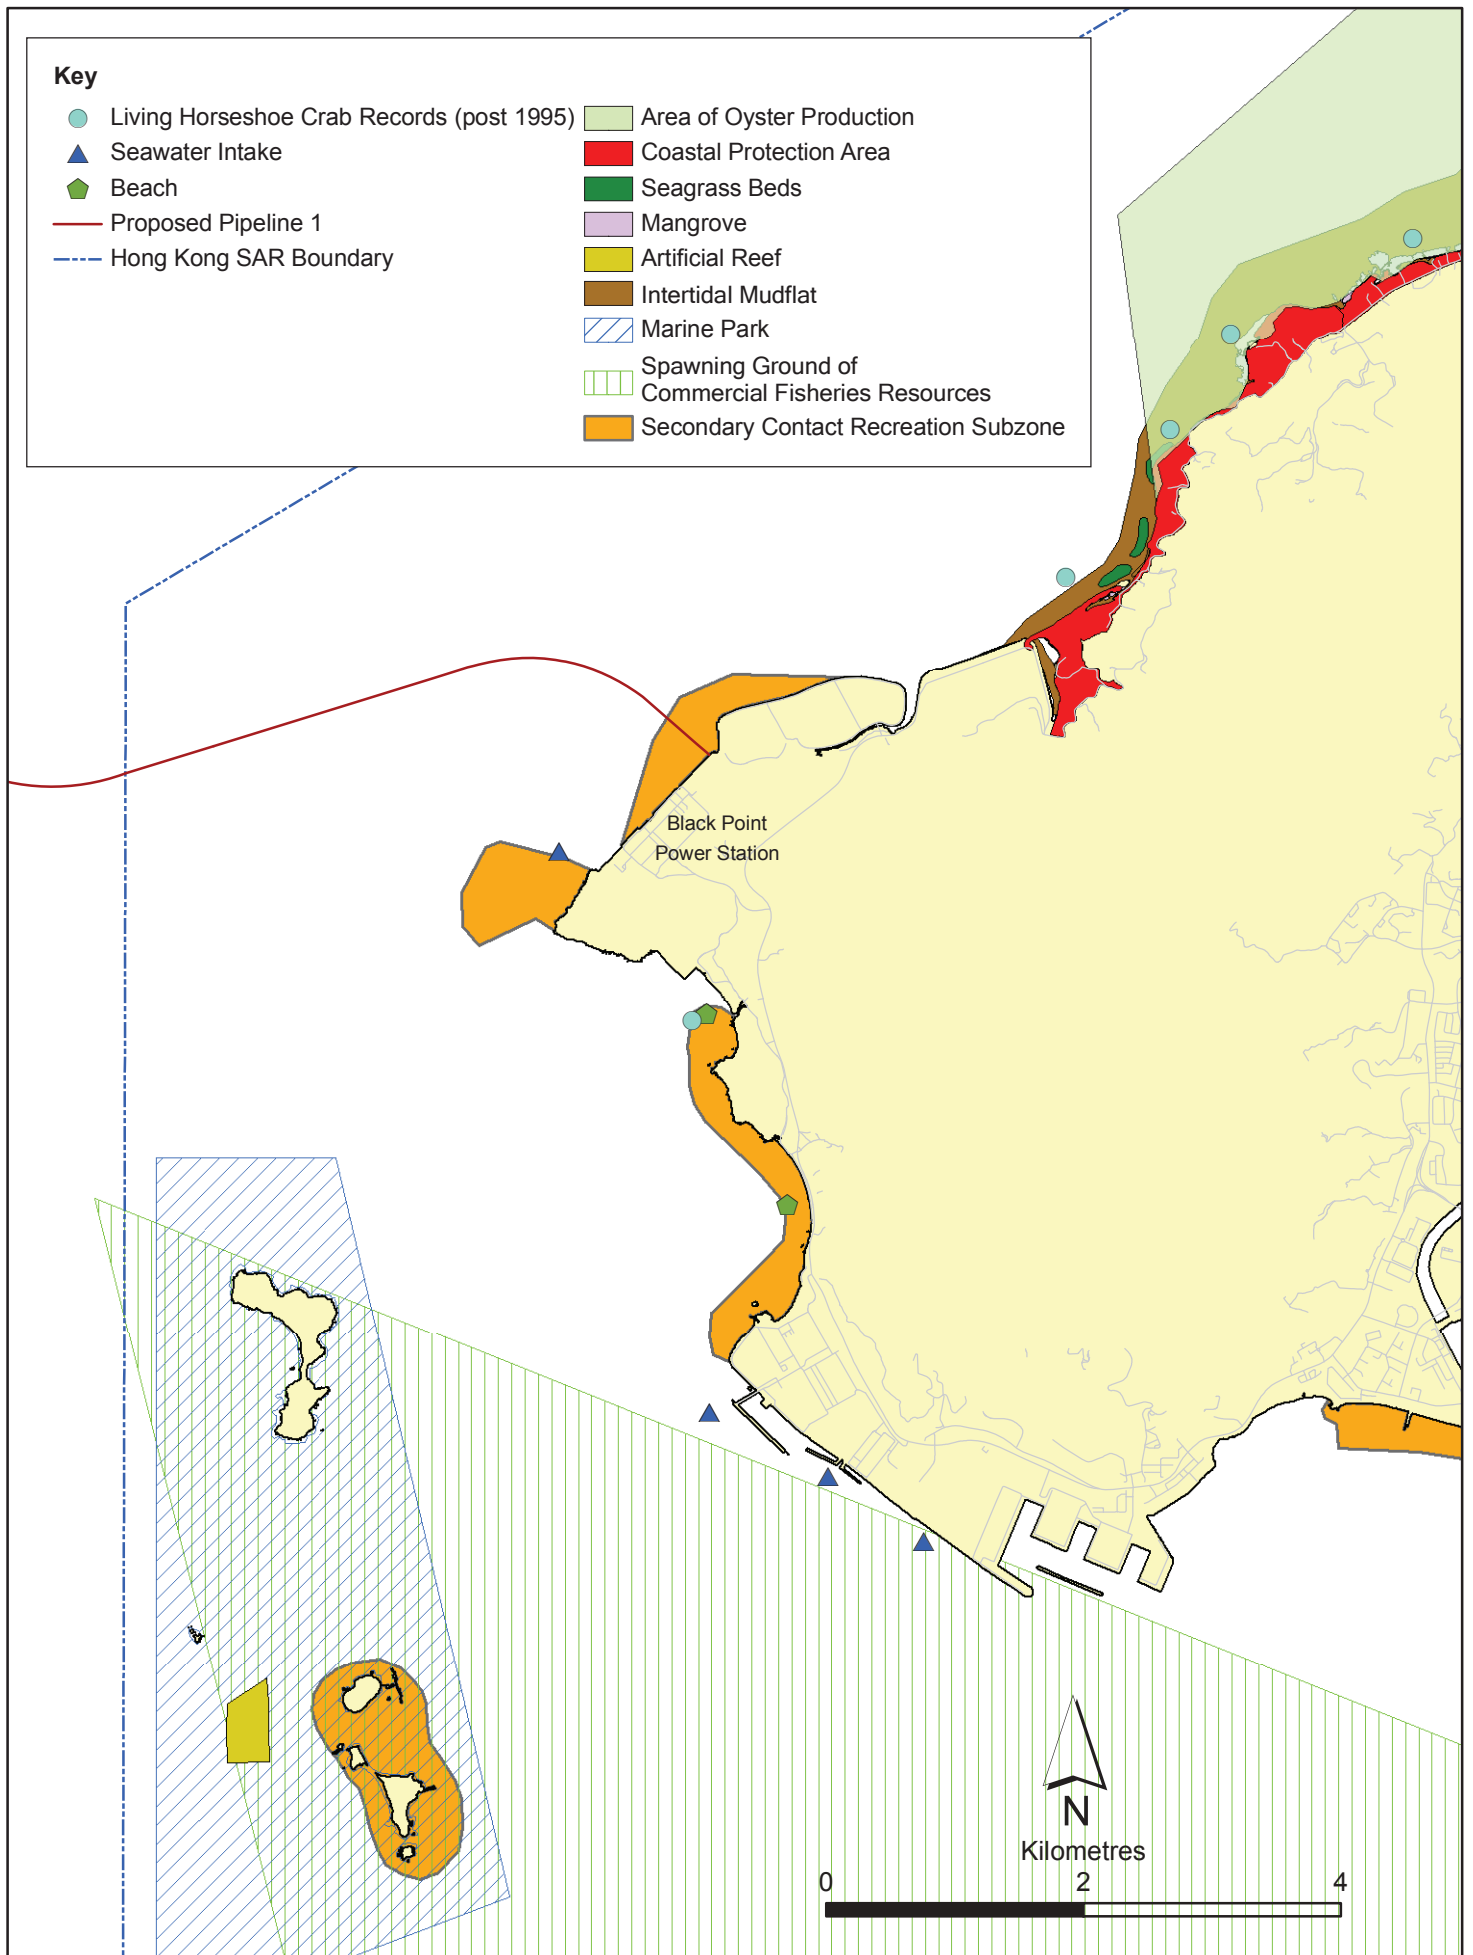 Key
Living Horseshoe Crab Records (post 1995)
Seawater Intake
Beach
Proposed Pipeline 1
Hong Kong SAR Boundary
Area of Oyster Production
Coastal Protection Area
Seagrass Beds
Mangrove
Artificial Reef
Intertidal Mudflat
Marine Park
Spawning Ground of
Commercial Fisheries Resources
Secondary Contact Recreation Subzone
Black Point
Power Station
N
Kilometres
0 2 4